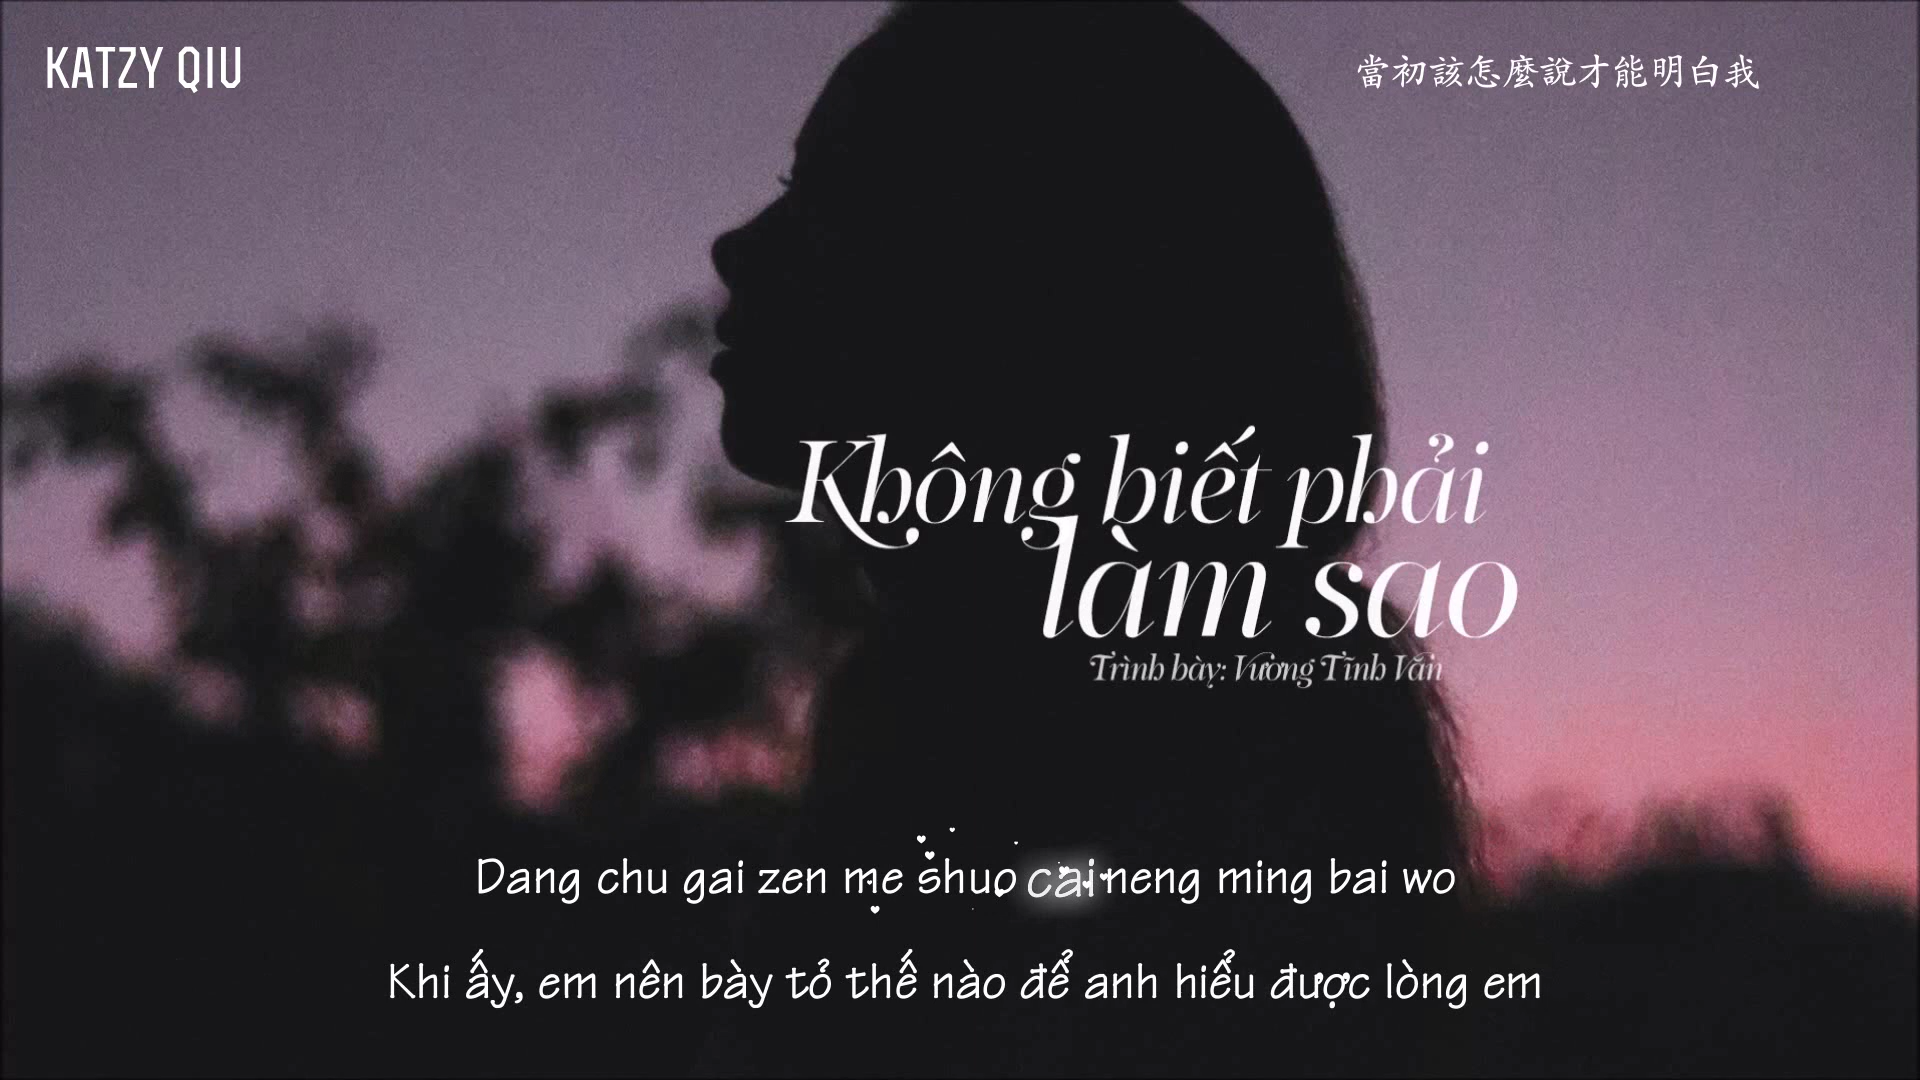 KATZY QIU
當初該怎麼說才能明白我
Không biết phải
làm sao
Trình bày: Vương Tĩnh Văn
Dang chu gai zen me shuo cai neng ming bai wo
Khi ấy, em nên bày tỏ thế nào để anh hiểu được lòng em